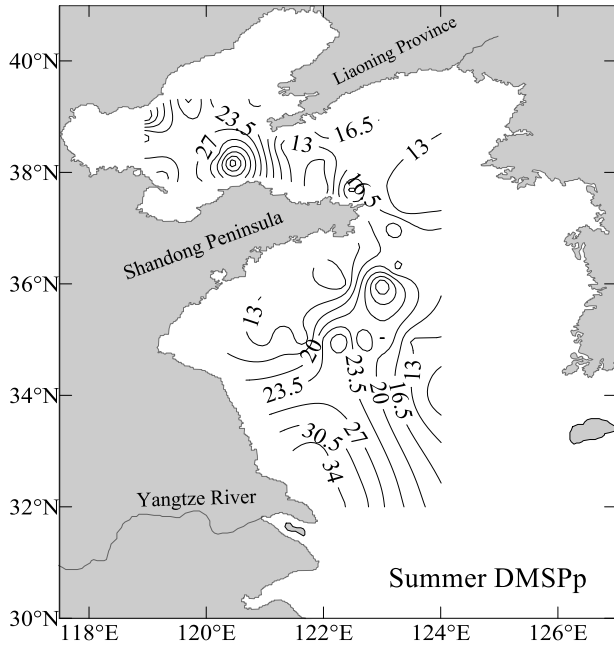 40°N
Liaoning Province
23.5
16.5
27
13
13
38°N
19.5
Shandong Peninsula
36°N
13
20
34°N
23.5
23.5
20
16.5
13
30.5
27
34
32°N
Yangtze River
Summer DMSPp
30°N
118°E
120°E
122°E
124°E
126°E